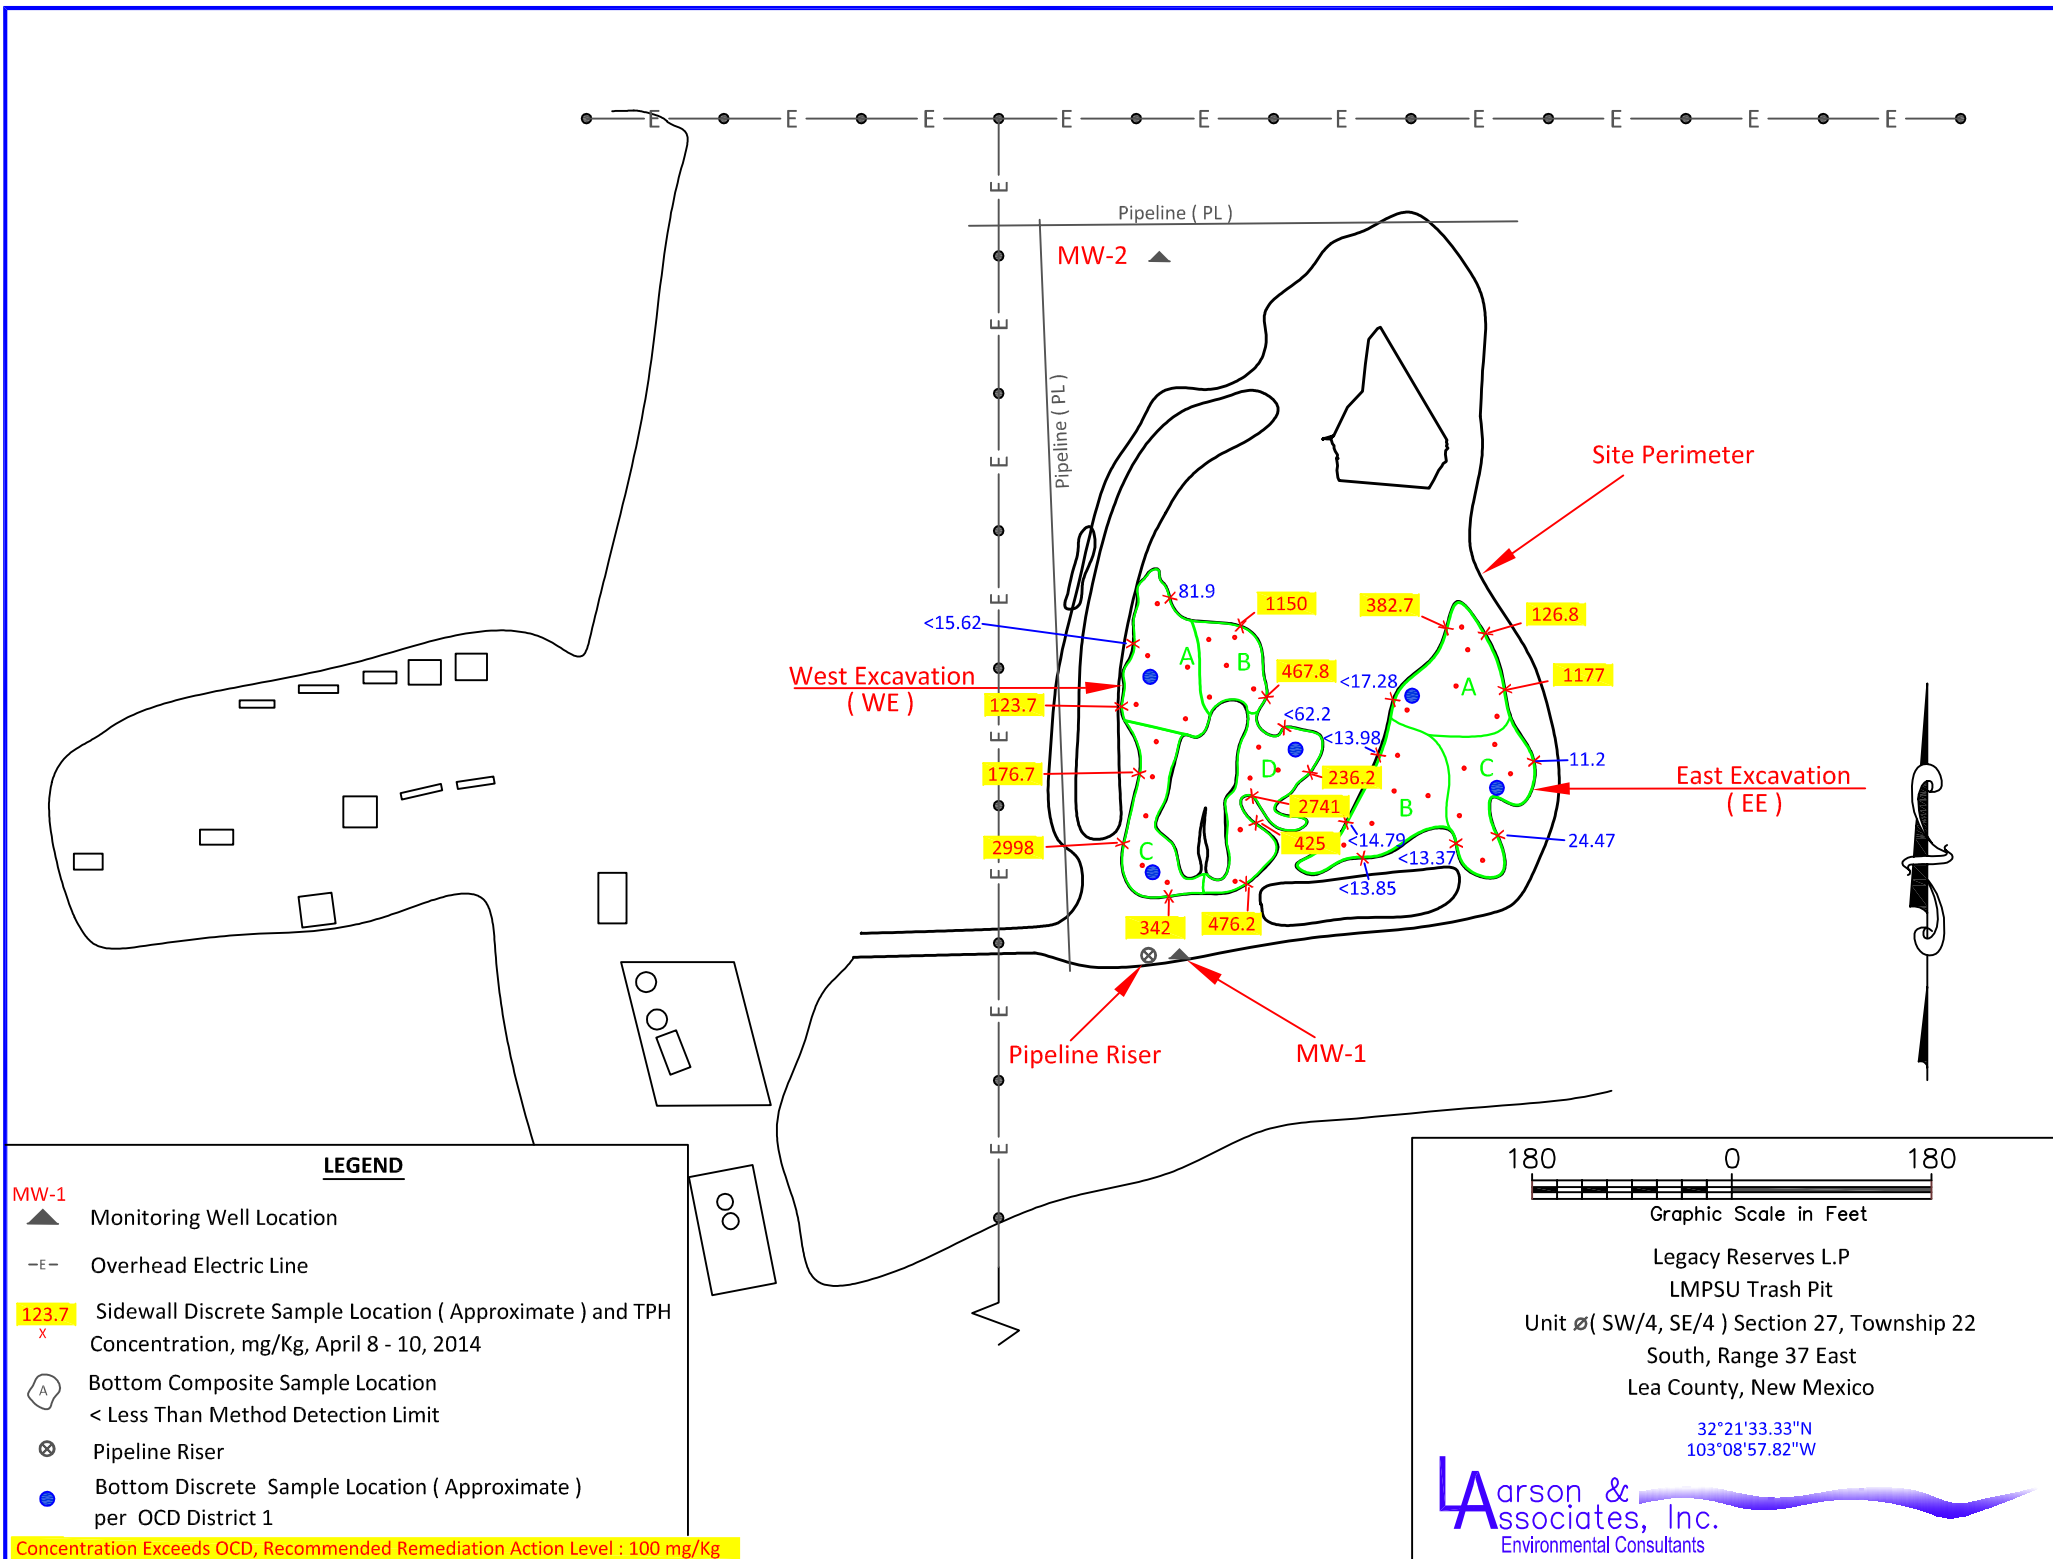 E E E E E E E E E E
E
Pipeline ( PL )
MW-2
E
Pipeline ( PL )
E
Site Perimeter
E
81.9
1150
382.7
126.8
<15.62
West Excavation
( WE )
A
B
467.8
<17.28
A
1177
123.7
E
<62.2
<13.98
176.7
D
236.2
C
11.2
East Excavation
( EE )
2741
B
2998
C
425
<14.79
<13.37
24.47
E
<13.85
342
476.2
E
Pipeline Riser
MW-1
E
LEGEND
MW-1
Monitoring Well Location
–E–
Overhead Electric Line
123.7
X
Sidewall Discrete Sample Location ( Approximate ) and TPH
Concentration, mg/Kg, April 8 - 10, 2014
A
Bottom Composite Sample Location
< Less Than Method Detection Limit
Pipeline Riser
Bottom Discrete Sample Location ( Approximate )
per OCD District 1
Concentration Exceeds OCD, Recommended Remediation Action Level : 100 mg/Kg
180 0 180
Graphic Scale in Feet
Legacy Reserves L.P
LMPSU Trash Pit
Unit ø( SW/4, SE/4 ) Section 27, Township 22
South, Range 37 East
Lea County, New Mexico
32°21'33.33"N
103°08'57.82"W
Larson &
Associates, Inc.
Environmental Consultants